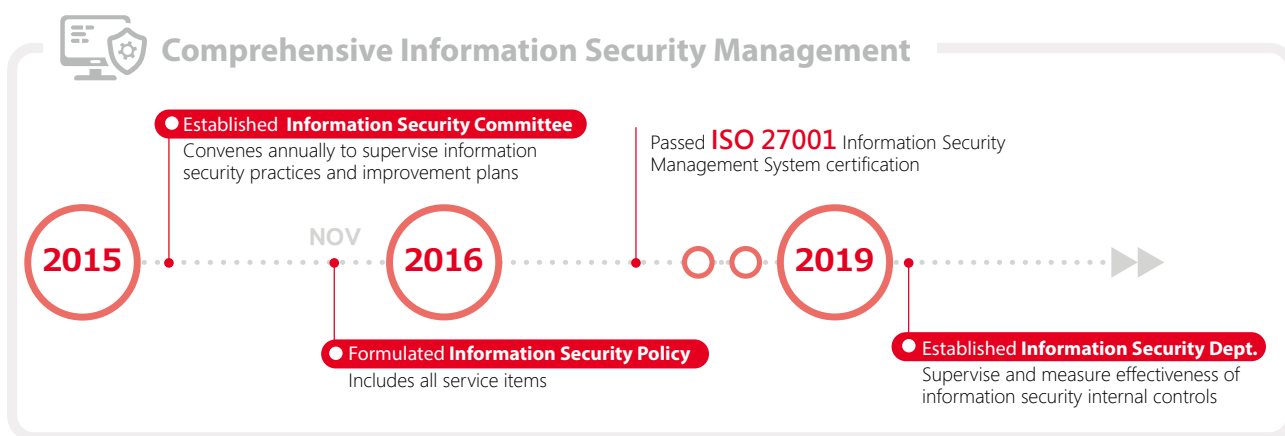 Comprehensive Information Security Management
Established Information Security Committee
Convenes annually to supervise information
security practices and improvement plans
Passed ISO 27001 Information Security
Management System certification
2015
NOV
2016
2019
Formulated Information Security Policy
Includes all service items
Established Information Security Dept.
Supervise and measure effectiveness of
information security internal controls